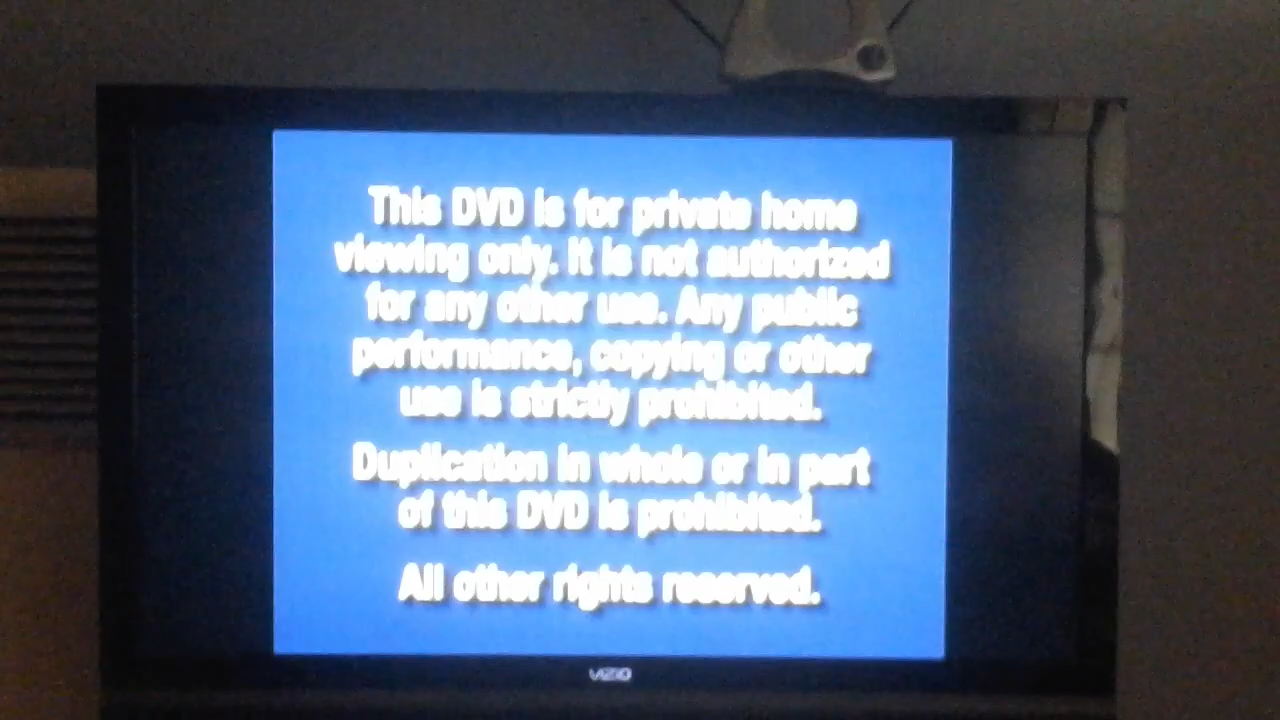 This DVD is for private home
viewing only. It is not authorized
for any other use. Any public
performance, copying or other
use is strictly prohibited.
Duplication in whole or in part
of this DVD is prohibited.
All other rights reserved.
VIZIO